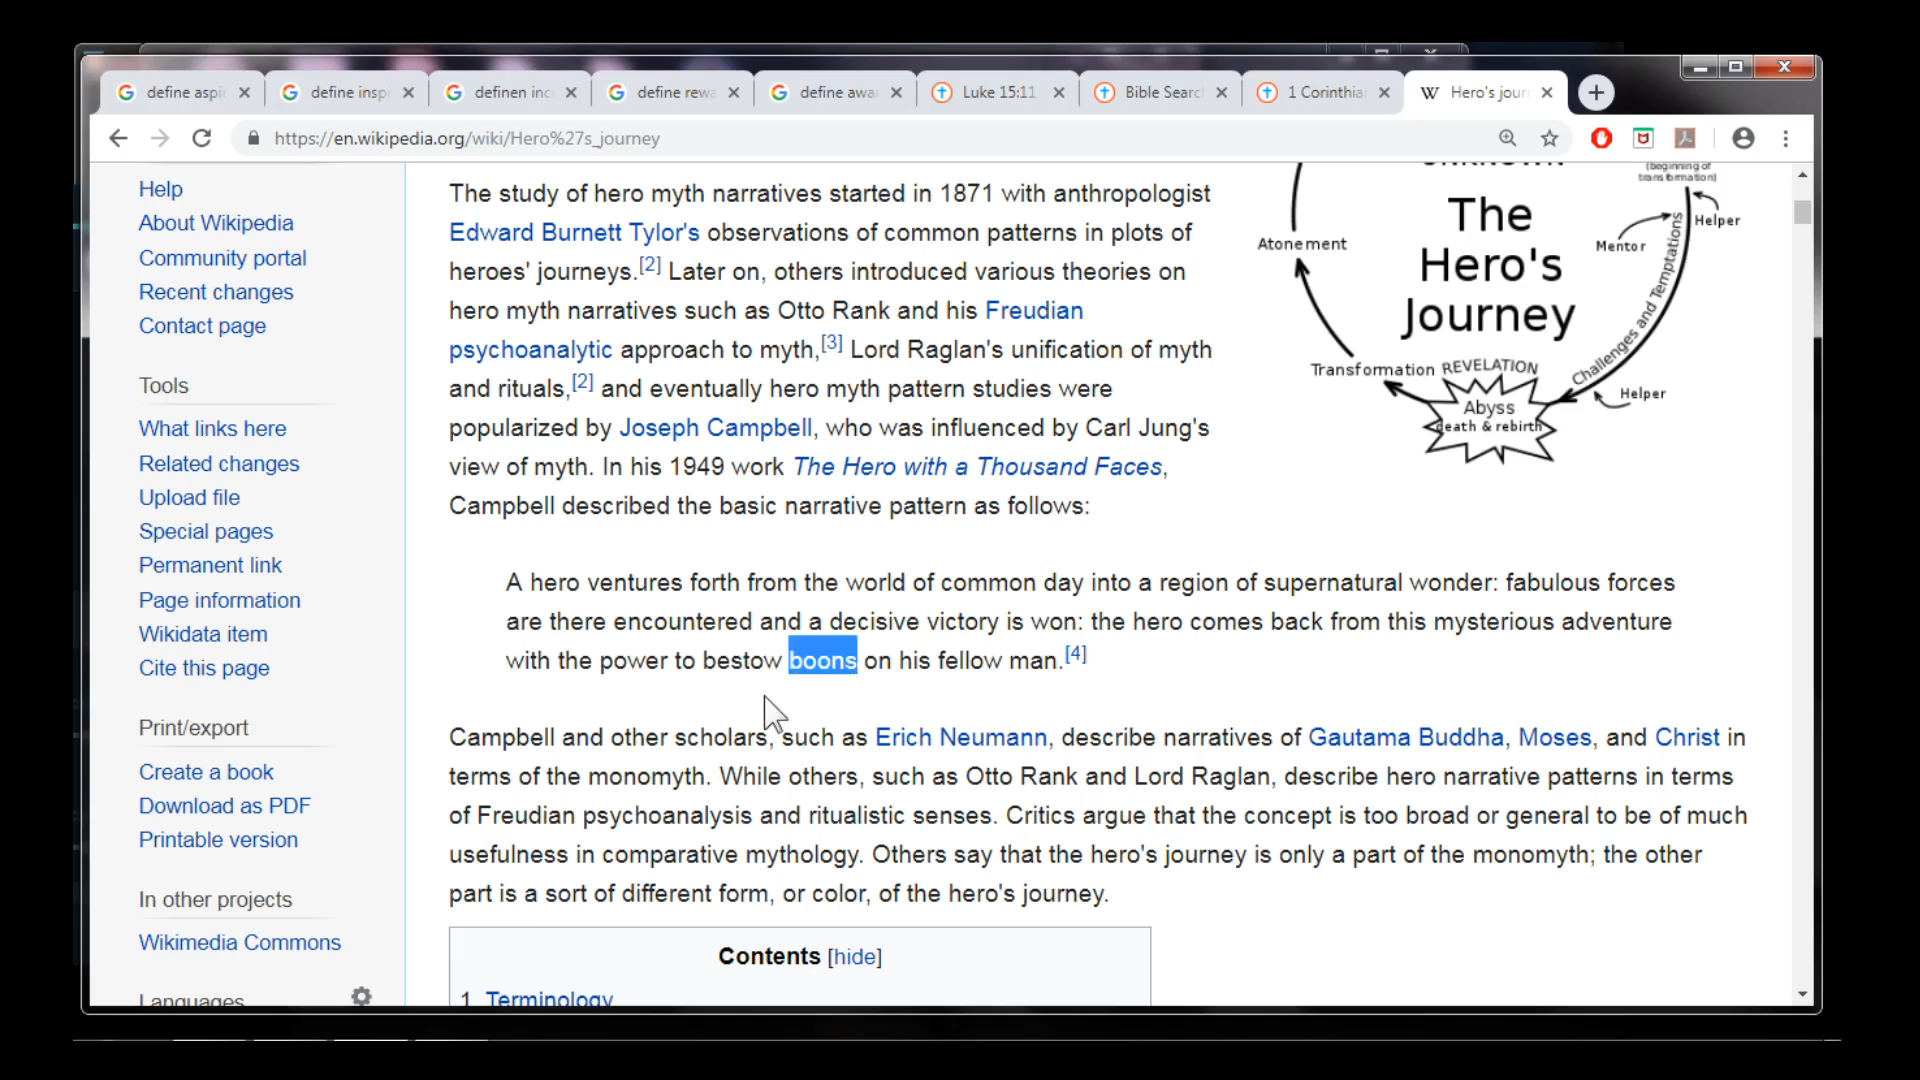 define aspi
define inspi
definen inc
define rewa
define awa
Luke 15:11
Bible Searc
1 Corinthia
Hero's jour
https://en.wikipedia.org/wiki/Hero%27s_journey
Help
About Wikipedia
Community portal
Recent changes
Contact page
Tools
What links here
Related changes
Upload file
Special pages
Permanent link
Page information
Wikidata item
Cite this page
Print/export
Create a book
Download as PDF
Printable version
In other projects
Wikimedia Commons
Languages
The study of hero myth narratives started in 1871 with anthropologist
Edward Burnett Tylor's observations of common patterns in plots of
heroes' journeys.[2] Later on, others introduced various theories on
hero myth narratives such as Otto Rank and his Freudian
psychoanalytic approach to myth,[3] Lord Raglan's unification of myth
and rituals,[2] and eventually hero myth pattern studies were
popularized by Joseph Campbell, who was influenced by Carl Jung's
view of myth. In his 1949 work The Hero with a Thousand Faces,
Campbell described the basic narrative pattern as follows:
UNKNOWN
(beginning of
transformation)
The
Hero's
Journey
Helper
Mentor
Challenges and Temptations
Atonement
Transformation
REVELATION
Abyss
death & rebirth
Helper
A hero ventures forth from the world of common day into a region of supernatural wonder: fabulous forces
are there encountered and a decisive victory is won: the hero comes back from this mysterious adventure
with the power to bestow boons on his fellow man.[4]
Campbell and other scholars, such as Erich Neumann, describe narratives of Gautama Buddha, Moses, and Christ in
terms of the monomyth. While others, such as Otto Rank and Lord Raglan, describe hero narrative patterns in terms
of Freudian psychoanalysis and ritualistic senses. Critics argue that the concept is too broad or general to be of much
usefulness in comparative mythology. Others say that the hero's journey is only a part of the monomyth; the other
part is a sort of different form, or color, of the hero's journey.
Contents [hide]
1 Terminology